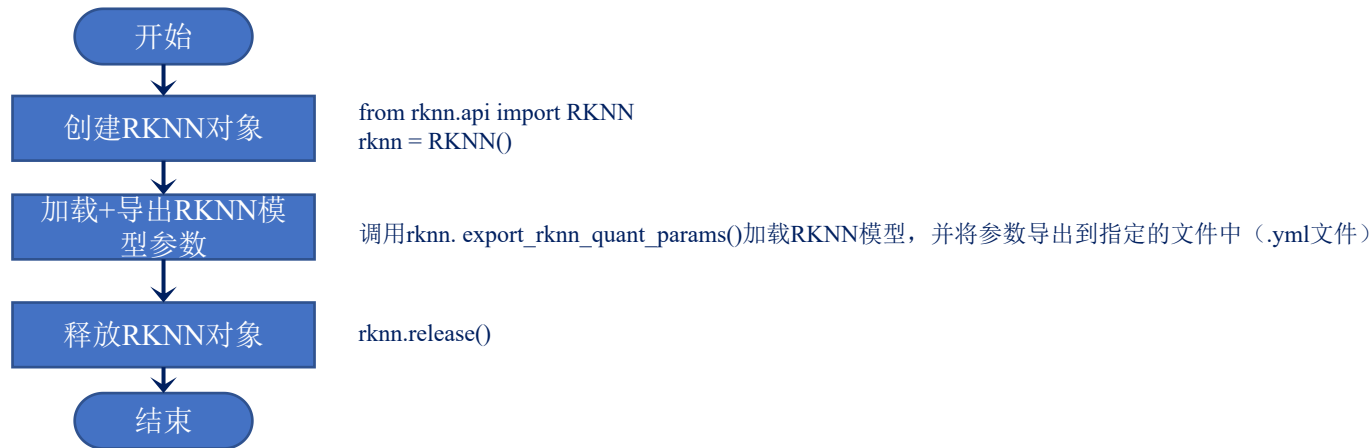 开始
创建RKNN对象
from rknn.api import RKNN
rknn = RKNN()
加载+导出RKNN模
型参数
调用rknn. export_rknn_quant_params()加载RKNN模型，并将参数导出到指定的文件中（.yml文件）
释放RKNN对象
rknn.release()
结束